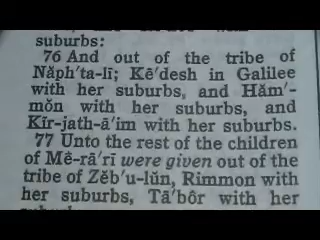 suburbs:
76 And out of the tribe of
Năph'ta-lī; Kē'desh in Galilee
with her suburbs, and Hăm'-
mŏn with her suburbs, and
Kĩr-jath-ā'im with her suburbs.
77 Unto the rest of the children
of Mē-rā'rī were given out of the
tribe of Zĕb'u-lŭn, Rimmon with
her suburbs, Tā'bôr with her